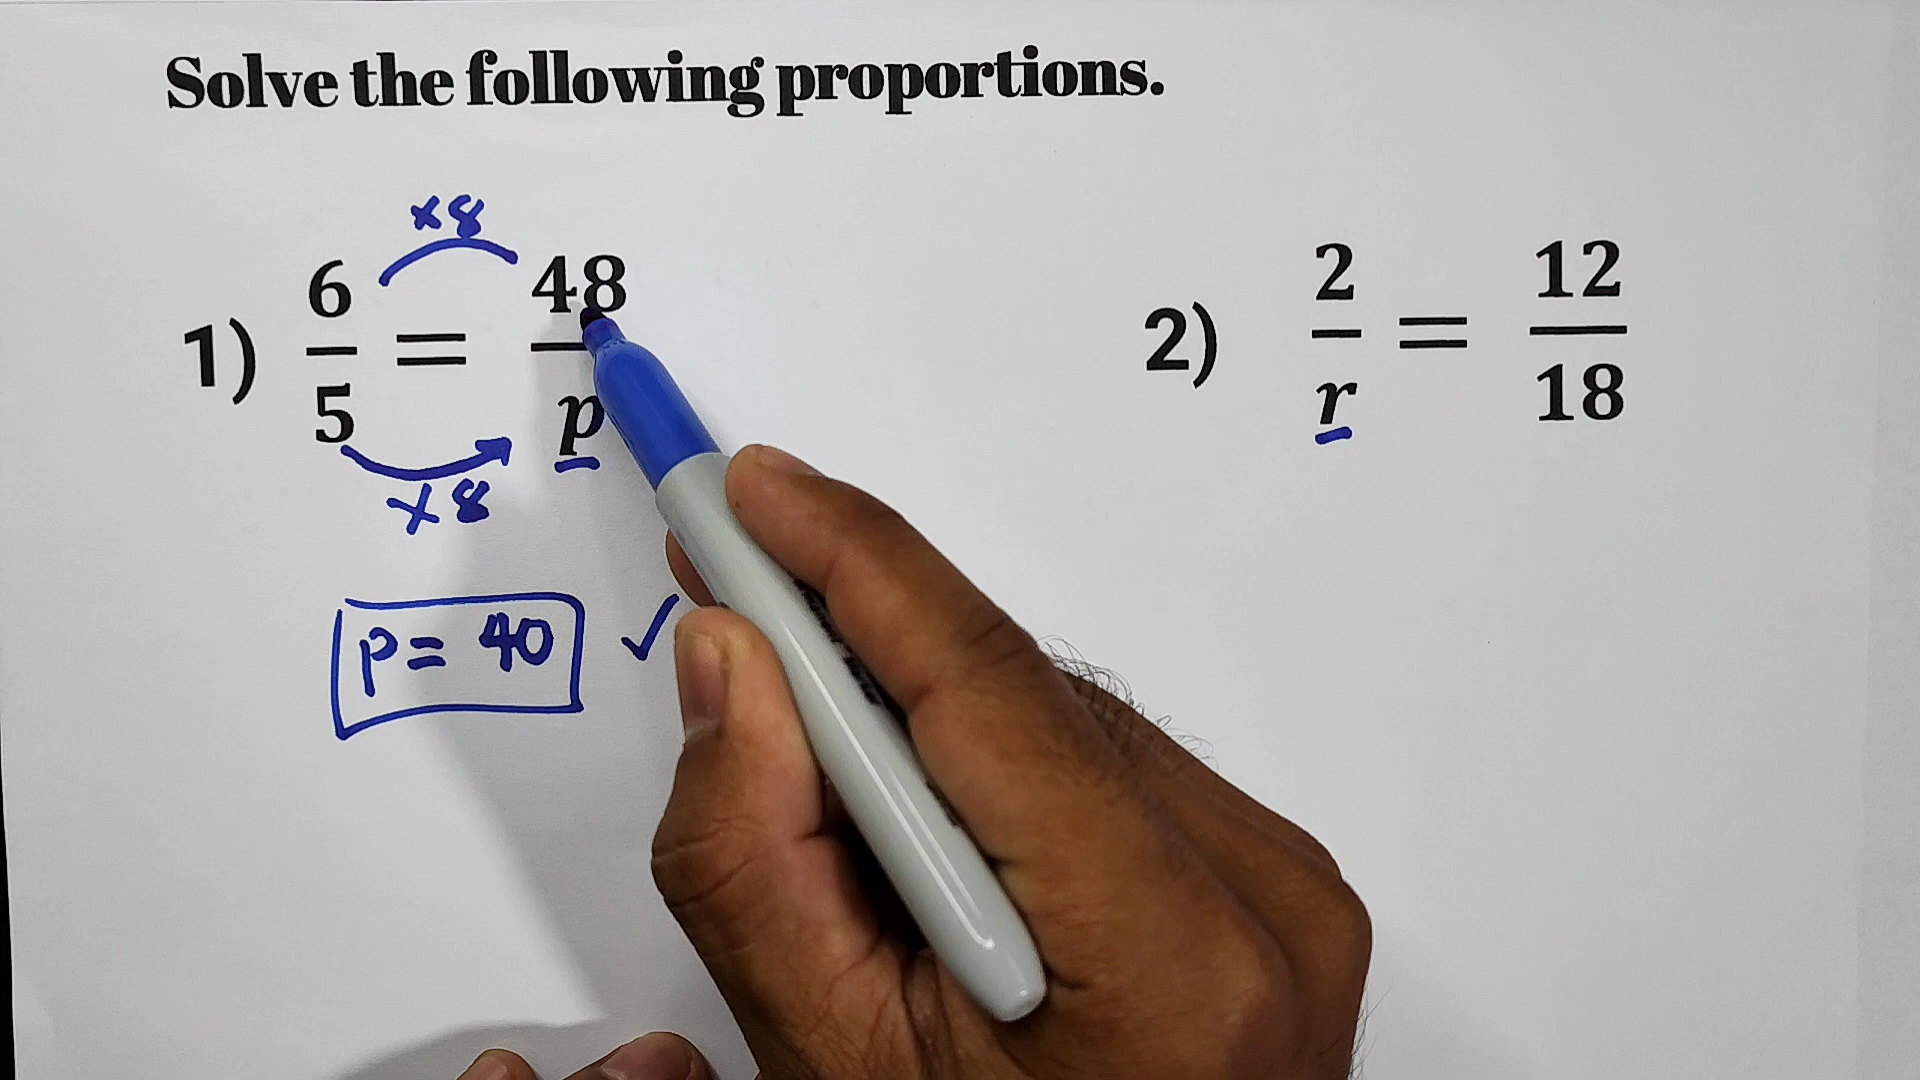 Solve the following proportions.
×8
1) 6/5 = 48/p
×8
p = 40 ✓
2) 2/r = 12/18